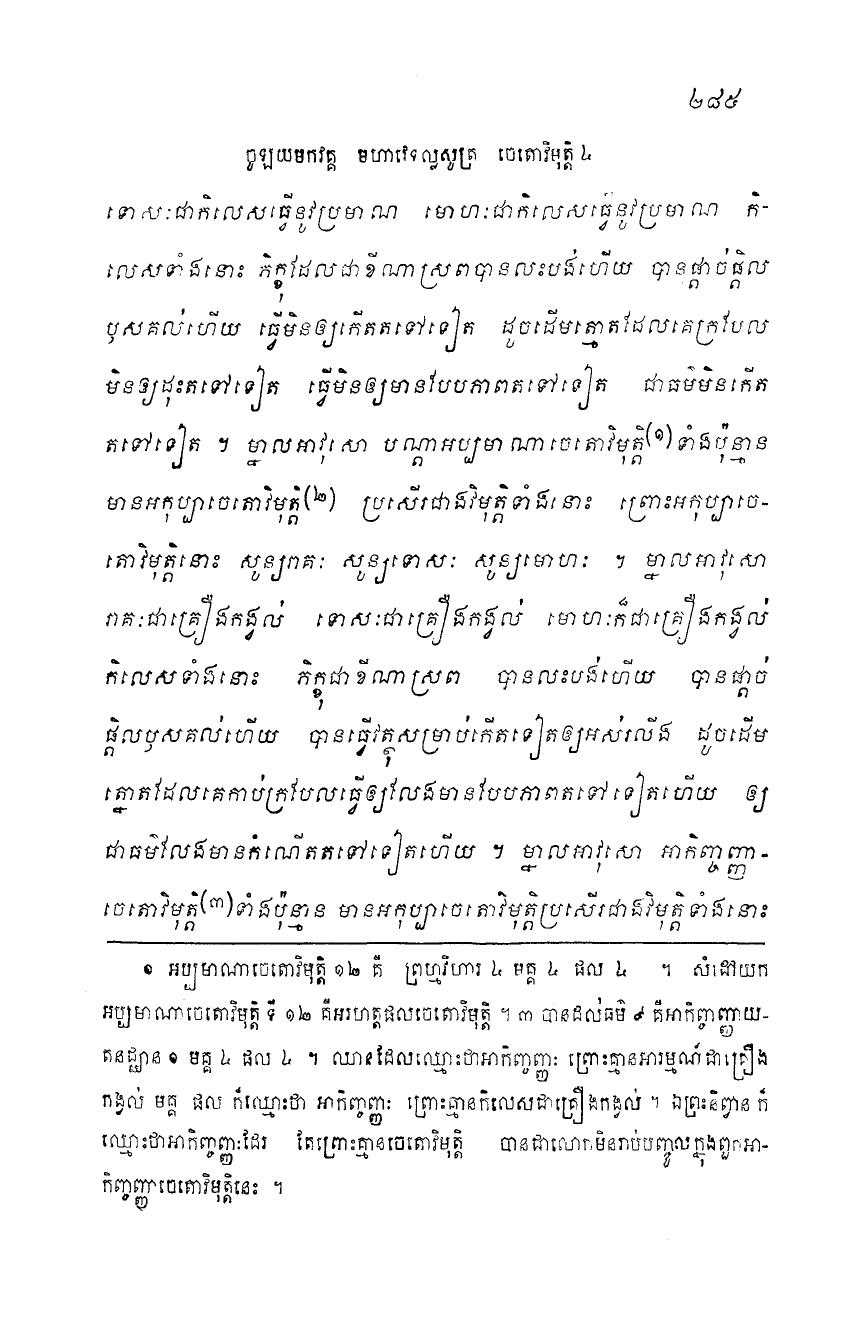 ២៨៥
ចូឡយមកវគ្គ មហាវេទល្លសូត្រ ចេតោវិមុត្តិ ៤
ទោសៈជាកិលេសធ្វើនូវប្រមាណ មោហៈជាកិលេសធ្វើនូវប្រមាណ កិ-
លេសទាំងនោះ ភិក្ខុដែលជាខីណាស្រពបានលះបង់ហើយ បានផ្តាច់ផ្តិល
ឫសគល់ហើយ ធ្វើមិនឲ្យកើតតទៅទៀត ដូចដើមត្នោតដែលគេក្របែល
មិនឲ្យដុះតទៅទៀត ធ្វើមិនឲ្យមានបែបភាពតទៅទៀត ជាធម៌មិនកើត
តទៅទៀត ។ ម្នាលអាវុសោ បណ្តាអប្បមាណាចេតោវិមុត្តិ(១)ទាំងប៉ុន្មាន
មានអកុប្បាចេតោវិមុត្តិ(២) ប្រសើរជាងវិមុត្តិទាំងនោះ ព្រោះអកុប្បាចេ-
តោវិមុត្តិនោះ សូន្យរាគៈ សូន្យទោសៈ សូន្យមោហៈ ។ ម្នាលអាវុសោ
រាគៈជាគ្រឿងកង្វល់ ទោសៈជាគ្រឿងកង្វល់ មោហៈក៏ជាគ្រឿងកង្វល់
កិលេសទាំងនោះ ភិក្ខុជាខីណាស្រព បានលះបង់ហើយ បានផ្តាច់
ផ្តិលឫសគល់ហើយ បានធ្វើវត្ថុសម្រាប់កើតទៀតឲ្យអស់រលីង ដូចដើម
ត្នោតដែលគេកាប់ក្របែលធ្វើឲ្យលែងមានបែបភាពតទៅទៀតហើយ ឲ្យ
ជាធម៌លែងមានកំណើតតទៅទៀតហើយ ។ ម្នាលអាវុសោ អាកិញ្ចញ្ញា-
ចេតោវិមុត្តិ(៣)ទាំងប៉ុន្មាន មានអកុប្បាចេតោវិមុត្តិប្រសើរជាងវិមុត្តិទាំងនោះ
១ អប្បមាណាចេតោវិមុត្តិ ១២ គឺ ព្រហ្មវិហារ ៤ មគ្គ ៤ ផល ៤ ។ សំដៅយក
អប្បមាណាចេតោវិមុត្តិ ទី ១២ គឺអរហត្តផលចេតោវិមុត្តិ ។ ៣ បានដល់ធម៌ ៩ គឺអាកិញ្ចញ្ញាយ-
តនដ្ឈាន ១ មគ្គ ៤ ផល ៤ ។ ឈានដែលឈ្មោះថាអាកិញ្ចញ្ញៈ ព្រោះគ្មានអារម្មណ៍ជាគ្រឿង
កង្វល់ មគ្គ ផល ក៏ឈ្មោះថា អាកិញ្ចញ្ញៈ ព្រោះគ្មានកិលេសជាគ្រឿងកង្វល់ ។ ឯព្រះនិព្វាន ក៏
ឈ្មោះថាអាកិញ្ចញ្ញៈដែរ តែព្រោះគ្មានចេតោវិមុត្តិ បានជាលោកមិនរាប់បញ្ចូលក្នុងពួកអា-
កិញ្ចញ្ញាចេតោវិមុត្តិនេះ ។